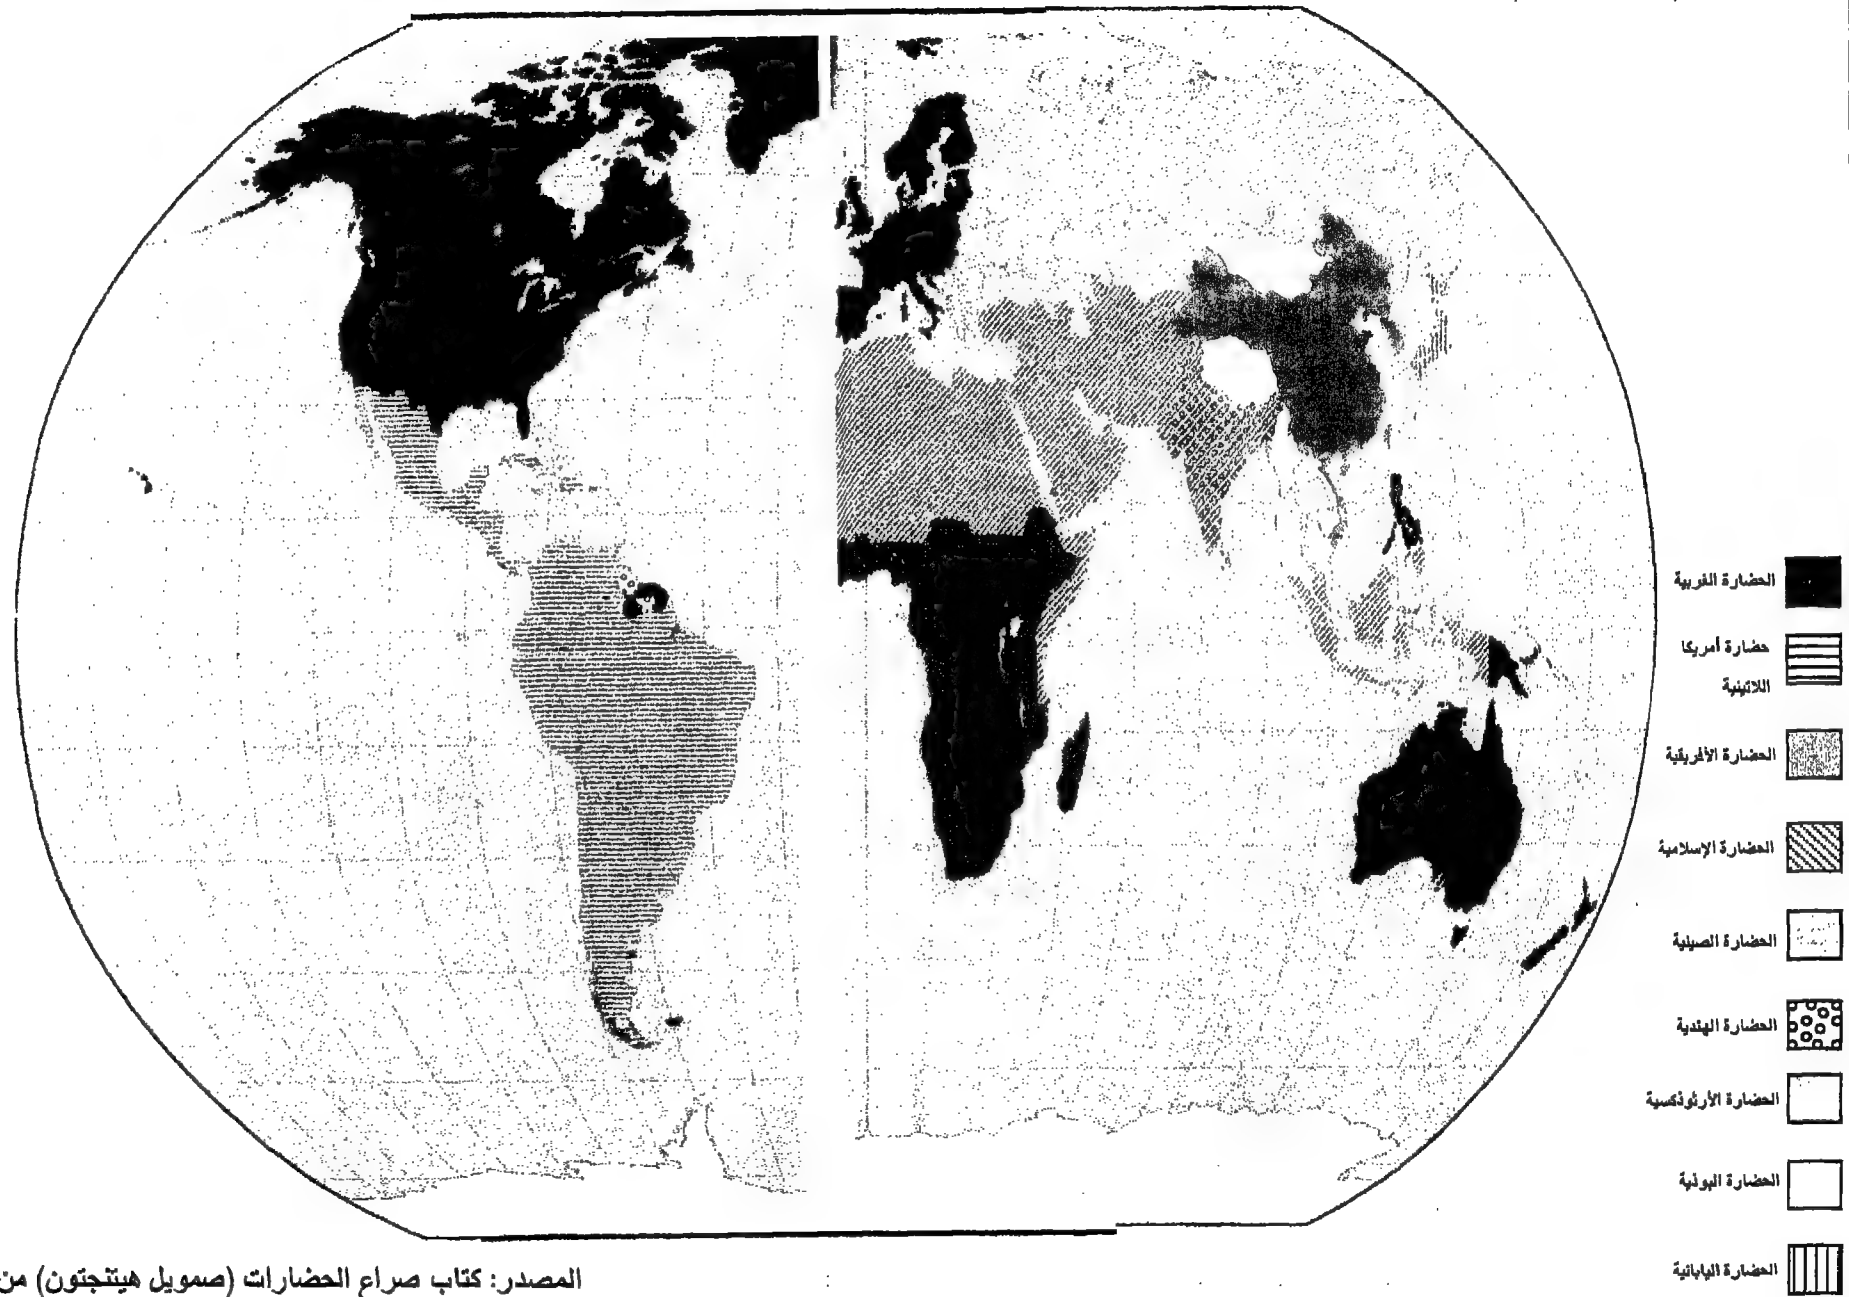 الحضارة الغربية
حضارة أمريكا
اللاتينية
الحضارة الأفريقية
الحضارة الإسلامية
الحضارة الصينية
الحضارة الهندية
الحضارة الأرثوذكسية
الحضارة البوذية
الحضارة اليابانية
المصدر: كتاب صراع الحضارات (صمويل هيتنجتون) من